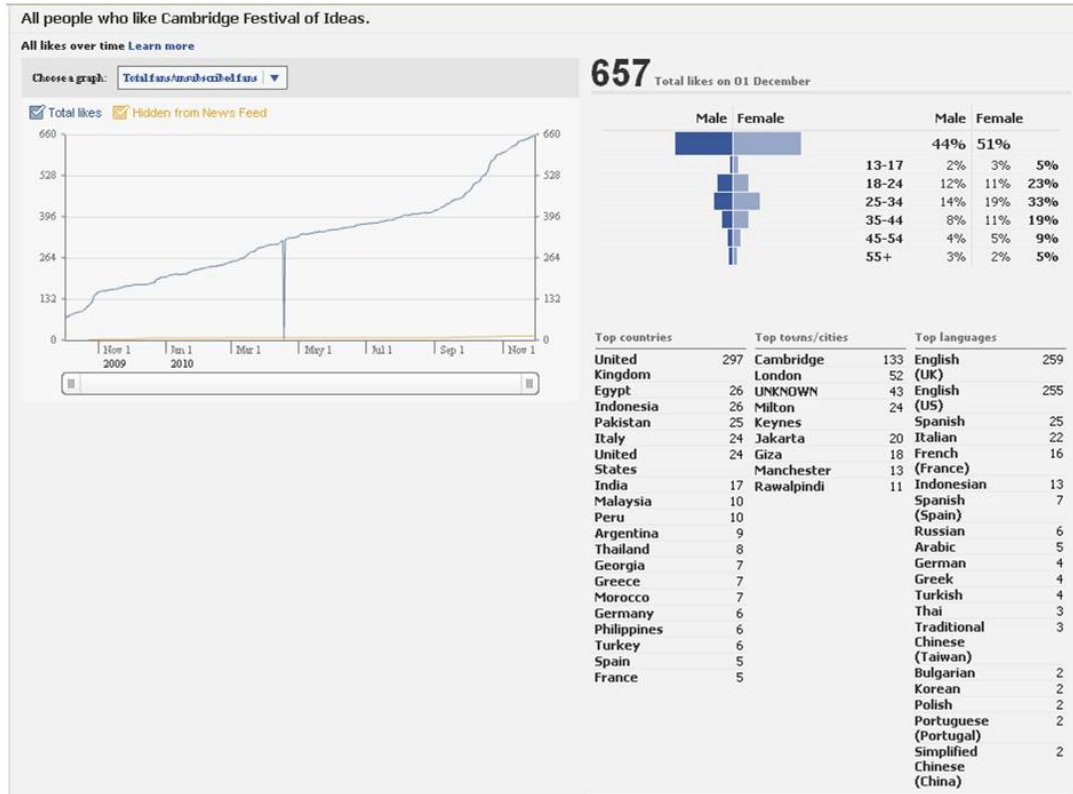 All people who like Cambridge Festival of Ideas.
All likes over time Learn more
Choose a graph: Total fans/unsubscribed fans
Total likes Hidden from News Feed
660 660
528 528
396 396
264 264
132 132
0 0
Nov 1 Jan 1 Mar 1 May 1 Jul 1 Sep 1 Nov 1
2009 2010
657 Total likes on 01 December
Male Female Male Female
44% 51%
13-17 2% 3% 5%
18-24 12% 11% 23%
25-34 14% 19% 33%
35-44 8% 11% 19%
45-54 4% 5% 9%
55+ 3% 2% 5%
Top countries
United 297
Kingdom
Egypt 26
Indonesia 26
Pakistan 25
Italy 24
United 24
States
India 17
Malaysia 10
Peru 10
Argentina 9
Thailand 8
Georgia 7
Greece 7
Morocco 7
Germany 6
Philippines 6
Turkey 6
Spain 5
France 5
Top towns/cities
Cambridge 133
London 52
UNKNOWN 43
Milton 24
Keynes
Jakarta 20
Giza 18
Manchester 13
Rawalpindi 11
Top languages
English 259
(UK)
English 255
(US)
Spanish 25
Italian 22
French 16
(France)
Indonesian 13
Spanish 7
(Spain)
Russian 6
Arabic 5
German 4
Greek 4
Turkish 4
Thai 3
Traditional 3
Chinese
(Taiwan)
Bulgarian 2
Korean 2
Polish 2
Portuguese 2
(Portugal)
Simplified 2
Chinese
(China)